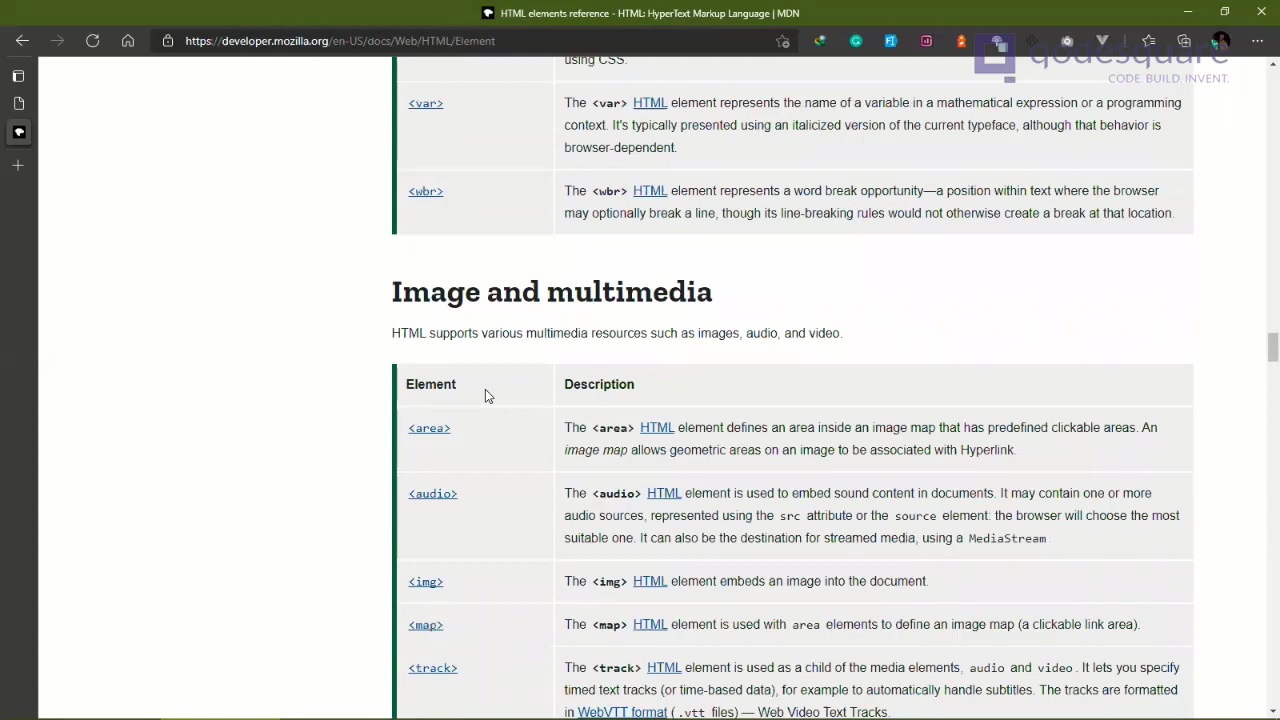 HTML elements reference - HTML: HyperText Markup Language | MDN
https://developer.mozilla.org/en-US/docs/Web/HTML/Element
qodesquare
CODE. BUILD. INVENT.
using CSS.
<var> The <var> HTML element represents the name of a variable in a mathematical expression or a programming
context. It's typically presented using an italicized version of the current typeface, although that behavior is
browser-dependent.
<wbr> The <wbr> HTML element represents a word break opportunity—a position within text where the browser
may optionally break a line, though its line-breaking rules would not otherwise create a break at that location.
Image and multimedia
HTML supports various multimedia resources such as images, audio, and video.
Element Description
<area> The <area> HTML element defines an area inside an image map that has predefined clickable areas. An
image map allows geometric areas on an image to be associated with Hyperlink.
<audio> The <audio> HTML element is used to embed sound content in documents. It may contain one or more
audio sources, represented using the src attribute or the source element: the browser will choose the most
suitable one. It can also be the destination for streamed media, using a MediaStream.
<img> The <img> HTML element embeds an image into the document.
<map> The <map> HTML element is used with area elements to define an image map (a clickable link area).
<track> The <track> HTML element is used as a child of the media elements, audio and video. It lets you specify
timed text tracks (or time-based data), for example to automatically handle subtitles. The tracks are formatted
in WebVTT format (.vtt files) — Web Video Text Tracks.